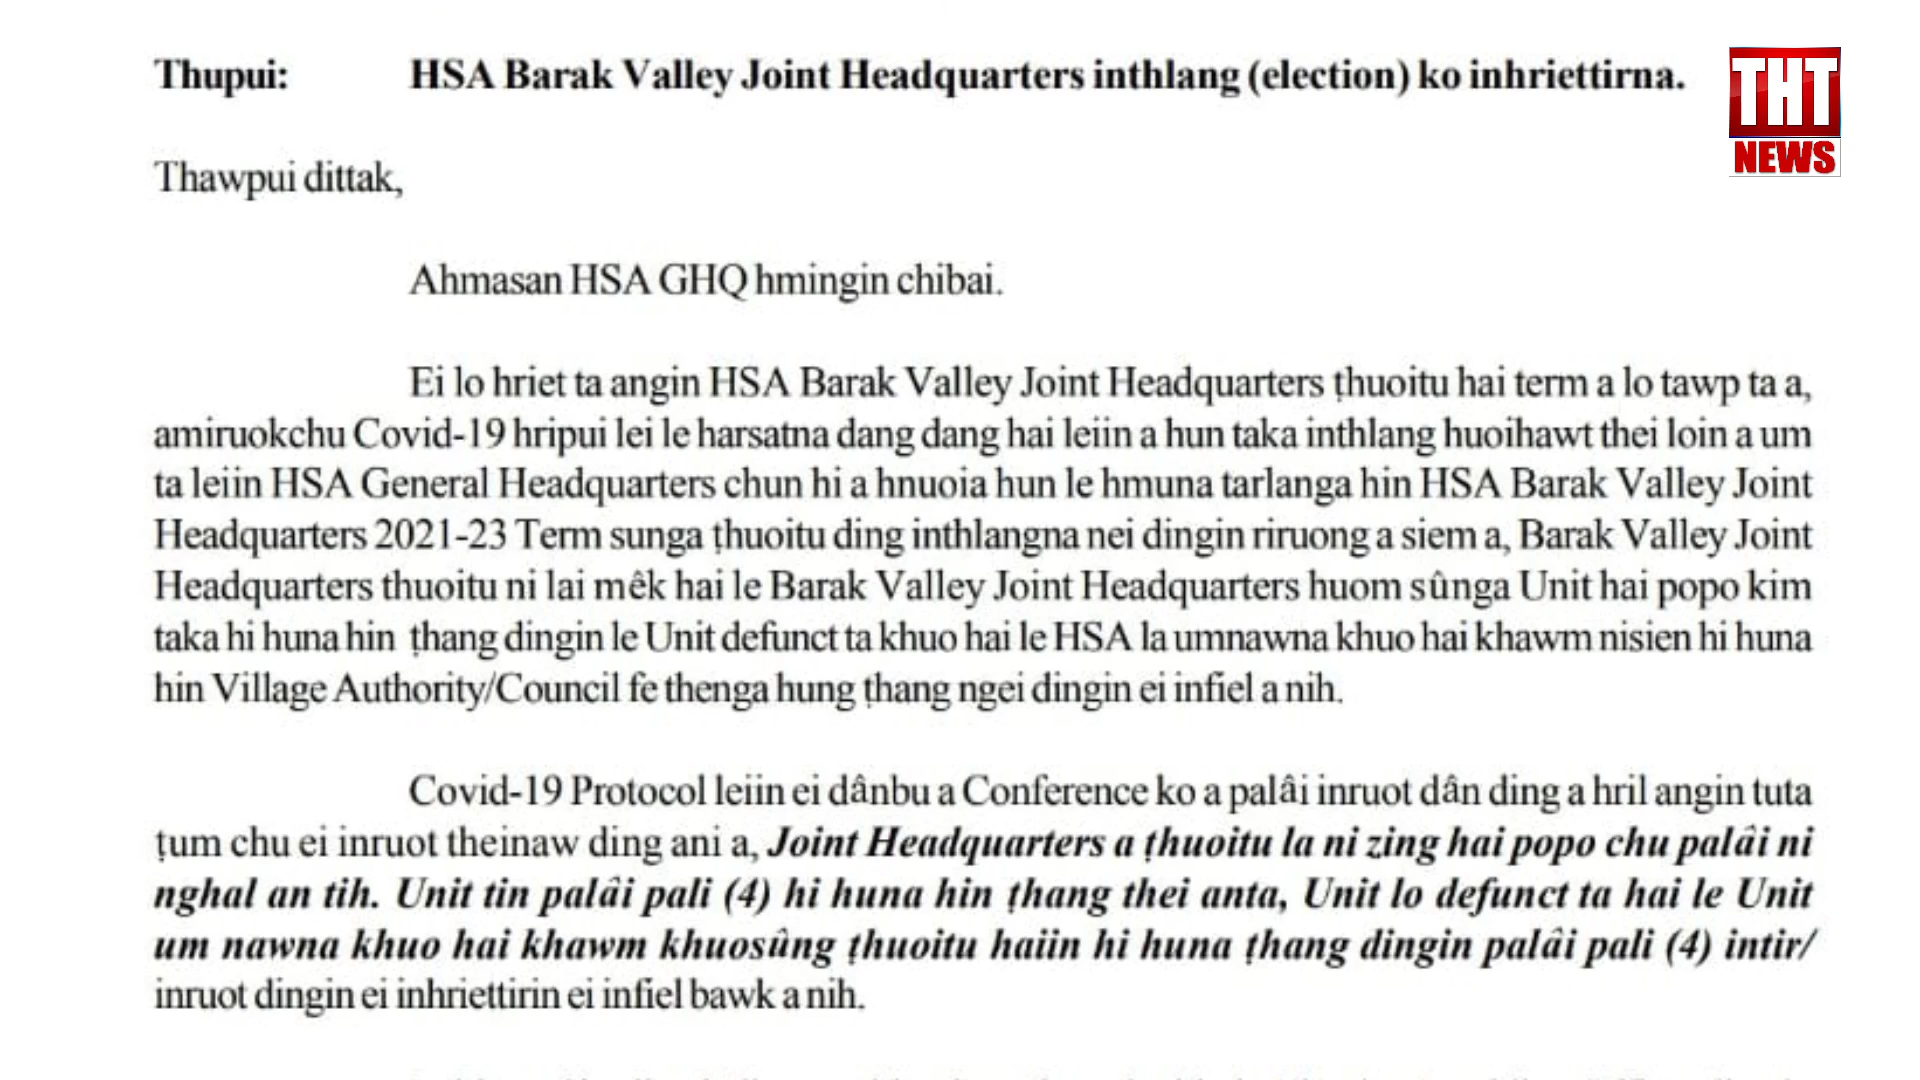 Thupui: HSA Barak Valley Joint Headquarters inthlang (election) ko inhriettirna.
THT
NEWS
Thawpui dittak,
Ahmasan HSA GHQ hmingin chibai.
Ei lo hriet ta angin HSA Barak Valley Joint Headquarters ṭhuoitu hai term a lo tawp ta a,
amiruokchu Covid-19 hripui lei le harsatna dang dang hai leiin a hun taka inthlang huoihawt thei loin a um
ta leiin HSA General Headquarters chun hi a hnuoia hun le hmuna tarlanga hin HSA Barak Valley Joint
Headquarters 2021-23 Term sunga ṭhuoitu ding inthlangna nei dingin riruong a siem a, Barak Valley Joint
Headquarters thuoitu ni lai mêk hai le Barak Valley Joint Headquarters huom sûnga Unit hai popo kim
taka hi huna hin ṭhang dingin le Unit defunct ta khuo hai le HSA la umnawna khuo hai khawm nisien hi huna
hin Village Authority/Council fe thenga hung ṭhang ngei dingin ei infiel a nih.
Covid-19 Protocol leiin ei dânbu a Conference ko a palâi inruot dân ding a hril angin tuta
ṭum chu ei inruot theinaw ding ani a, Joint Headquarters a ṭhuoitu la ni zing hai popo chu palâi ni
nghal an tih. Unit tin palâi pali (4) hi huna hin ṭhang thei anta, Unit lo defunct ta hai le Unit
um nawna khuo hai khawm khuosûng ṭhuoitu haiin hi huna ṭhang dingin palâi pali (4) intir/
inruot dingin ei inhriettirin ei infiel bawk a nih.